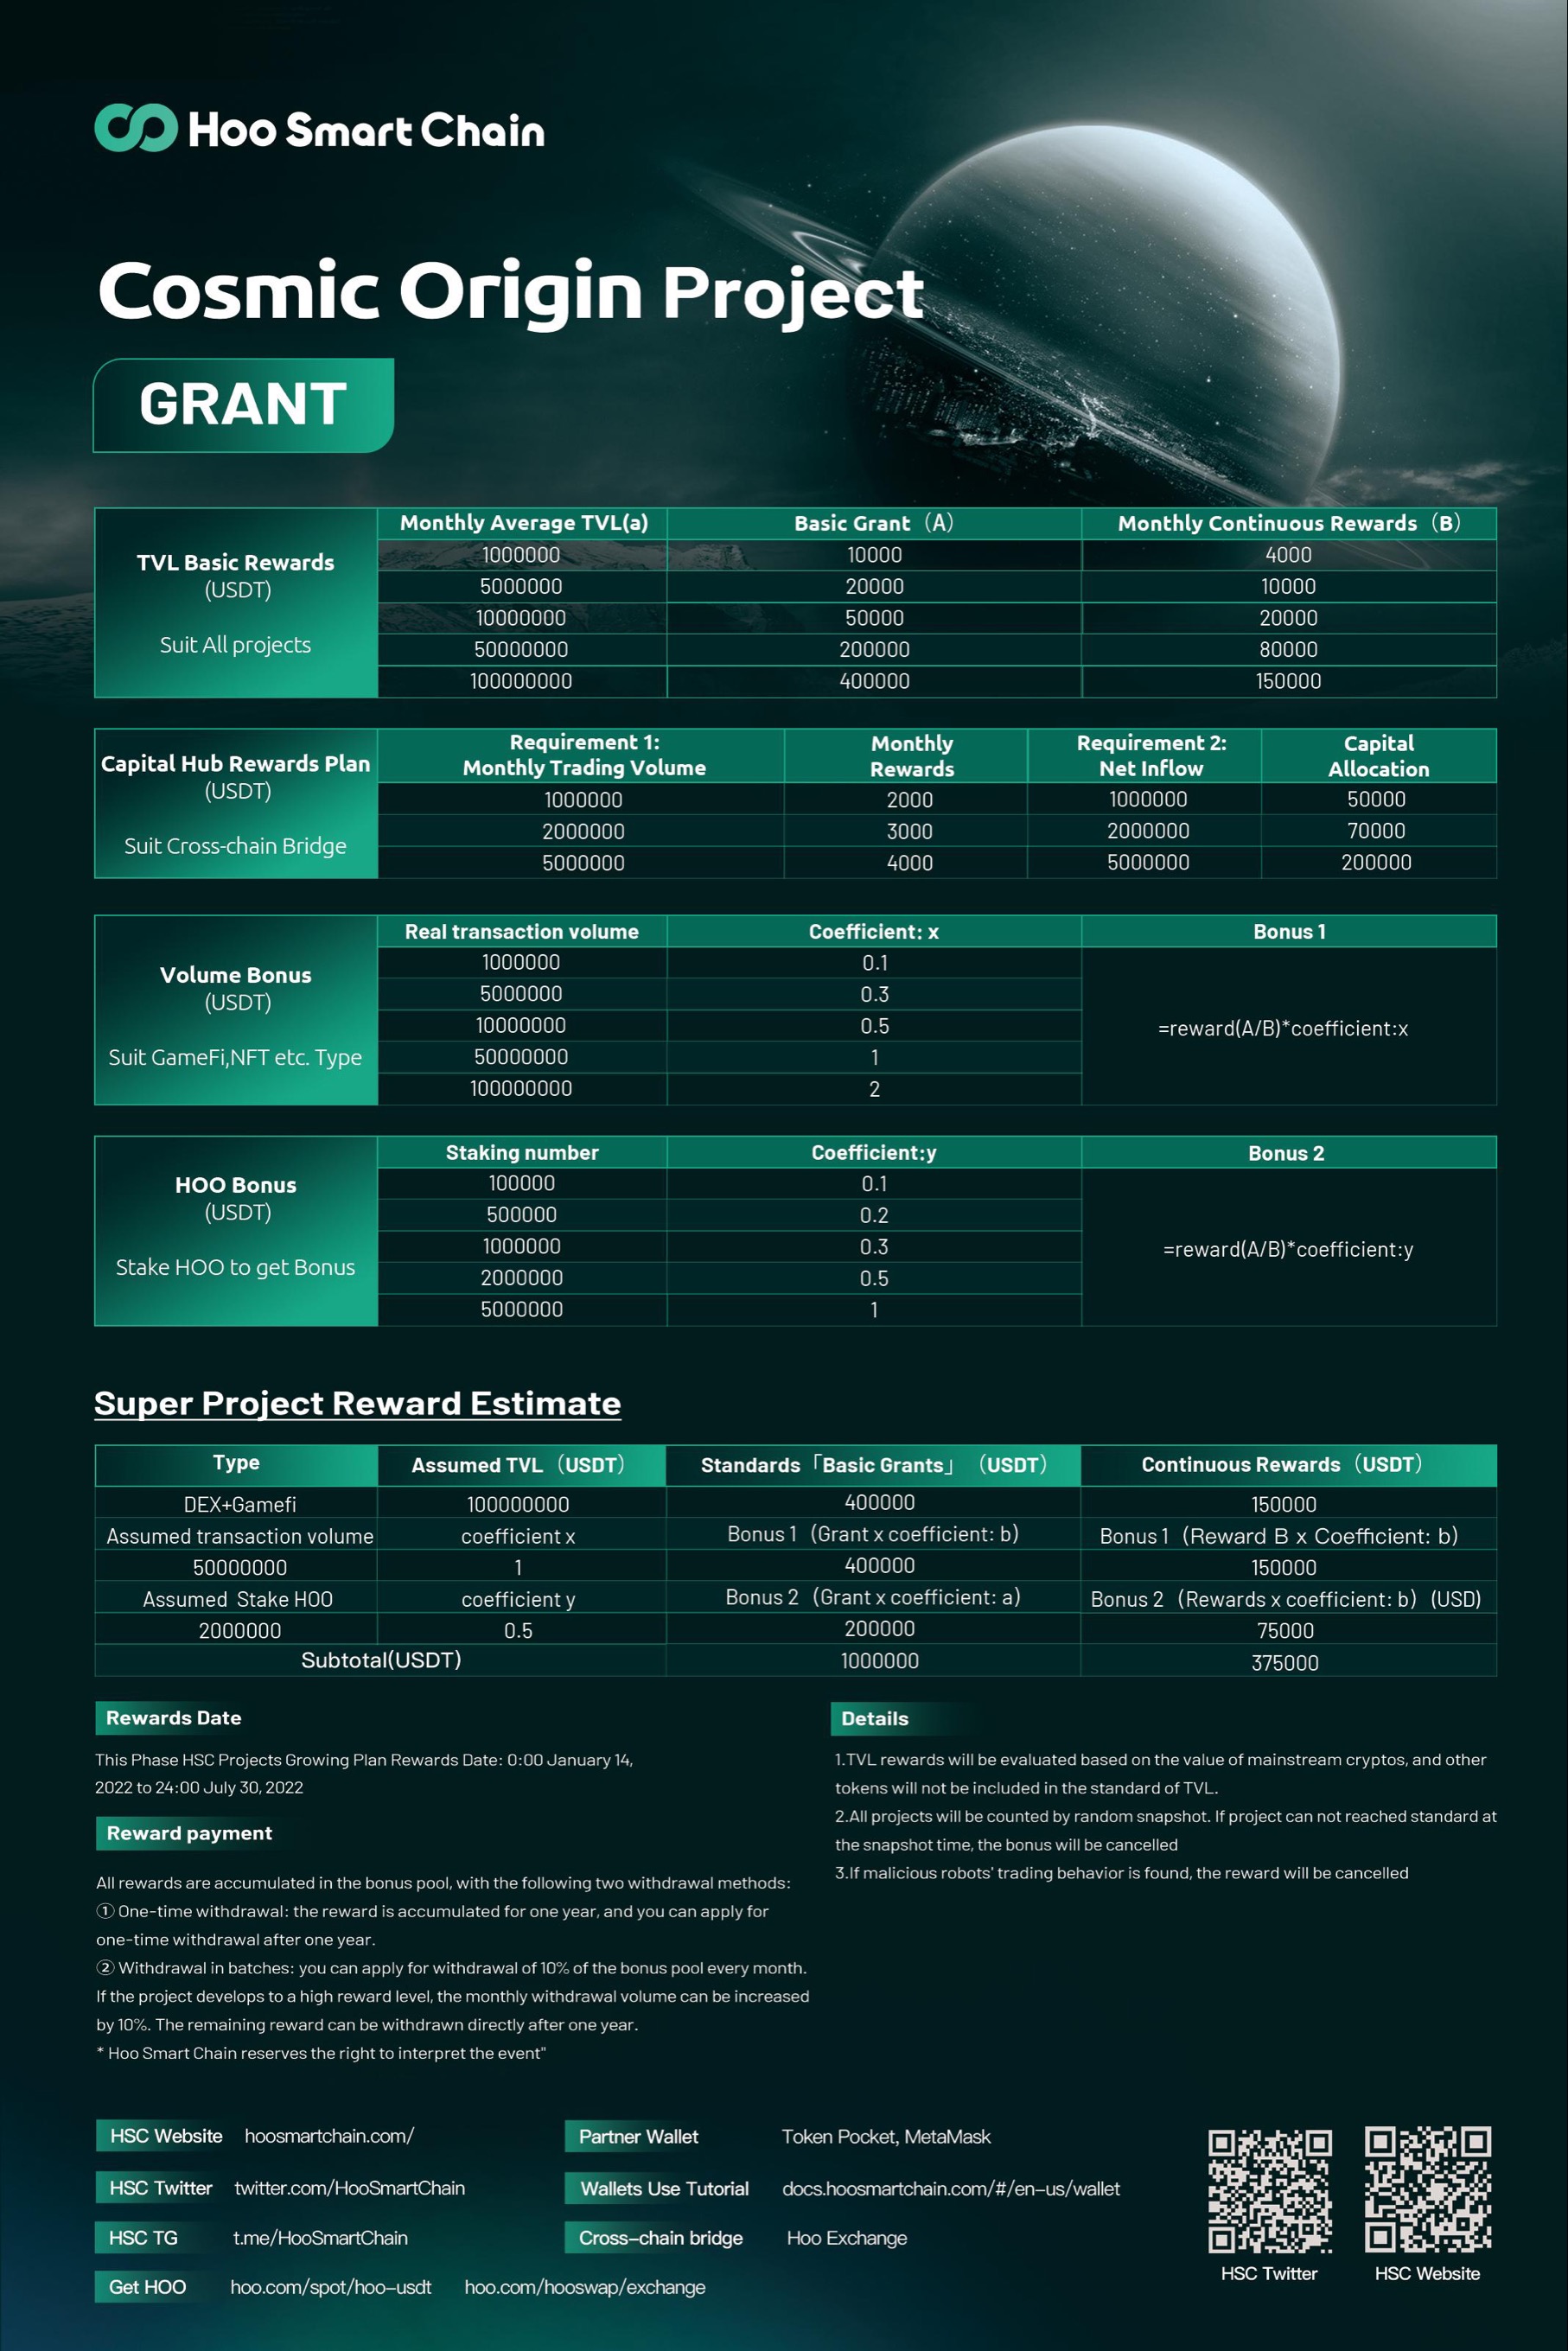 Hoo Smart Chain
Cosmic Origin Project
GRANT
TVL Basic Rewards
(USDT)
Suit All projects
Monthly Average TVL(a) Basic Grant（A） Monthly Continuous Rewards（B）
1000000 10000 4000
5000000 20000 10000
10000000 50000 20000
50000000 200000 80000
100000000 400000 150000
Capital Hub Rewards Plan
(USDT)
Suit Cross-chain Bridge
Requirement 1: Monthly Requirement 2: Capital
Monthly Trading Volume Rewards Net Inflow Allocation
1000000 2000 1000000 50000
2000000 3000 2000000 70000
5000000 4000 5000000 200000
Volume Bonus
(USDT)
Suit GameFi,NFT etc. Type
Real transaction volume Coefficient: x Bonus 1
1000000 0.1
5000000 0.3
10000000 0.5
50000000 1
100000000 2
=reward(A/B)*coefficient:x
HOO Bonus
(USDT)
Stake HOO to get Bonus
Staking number Coefficient:y Bonus 2
100000 0.1
500000 0.2
1000000 0.3
2000000 0.5
5000000 1
=reward(A/B)*coefficient:y
Super Project Reward Estimate
Type Assumed TVL（USDT） Standards「Basic Grants」（USDT） Continuous Rewards（USDT）
DEX+Gamefi 100000000 400000 150000
Assumed transaction volume coefficient x Bonus 1（Grant x coefficient: b) Bonus 1（Reward B x Coefficient: b)
50000000 1 400000 150000
Assumed Stake HOO coefficient y Bonus 2（Grant x coefficient: a) Bonus 2（Rewards x coefficient: b）(USD)
2000000 0.5 200000 75000
Subtotal(USDT) 1000000 375000
Rewards Date
This Phase HSC Projects Growing Plan Rewards Date: 0:00 January 14,
2022 to 24:00 July 30, 2022
Reward payment
All rewards are accumulated in the bonus pool, with the following two withdrawal methods:
① One-time withdrawal: the reward is accumulated for one year, and you can apply for
one-time withdrawal after one year.
② Withdrawal in batches: you can apply for withdrawal of 10% of the bonus pool every month.
If the project develops to a high reward level, the monthly withdrawal volume can be increased
by 10%. The remaining reward can be withdrawn directly after one year.
* Hoo Smart Chain reserves the right to interpret the event"
Details
1.TVL rewards will be evaluated based on the value of mainstream cryptos, and other
tokens will not be included in the standard of TVL.
2.All projects will be counted by random snapshot. If project can not reached standard at
the snapshot time, the bonus will be cancelled
3.If malicious robots' trading behavior is found, the reward will be cancelled
HSC Website hoosmartchain.com/
HSC Twitter twitter.com/HooSmartChain
HSC TG t.me/HooSmartChain
Get HOO hoo.com/spot/hoo-usdt hoo.com/hooswap/exchange
Partner Wallet Token Pocket, MetaMask
Wallets Use Tutorial docs.hoosmartchain.com/#/en-us/wallet
Cross-chain bridge Hoo Exchange
HSC Twitter HSC Website